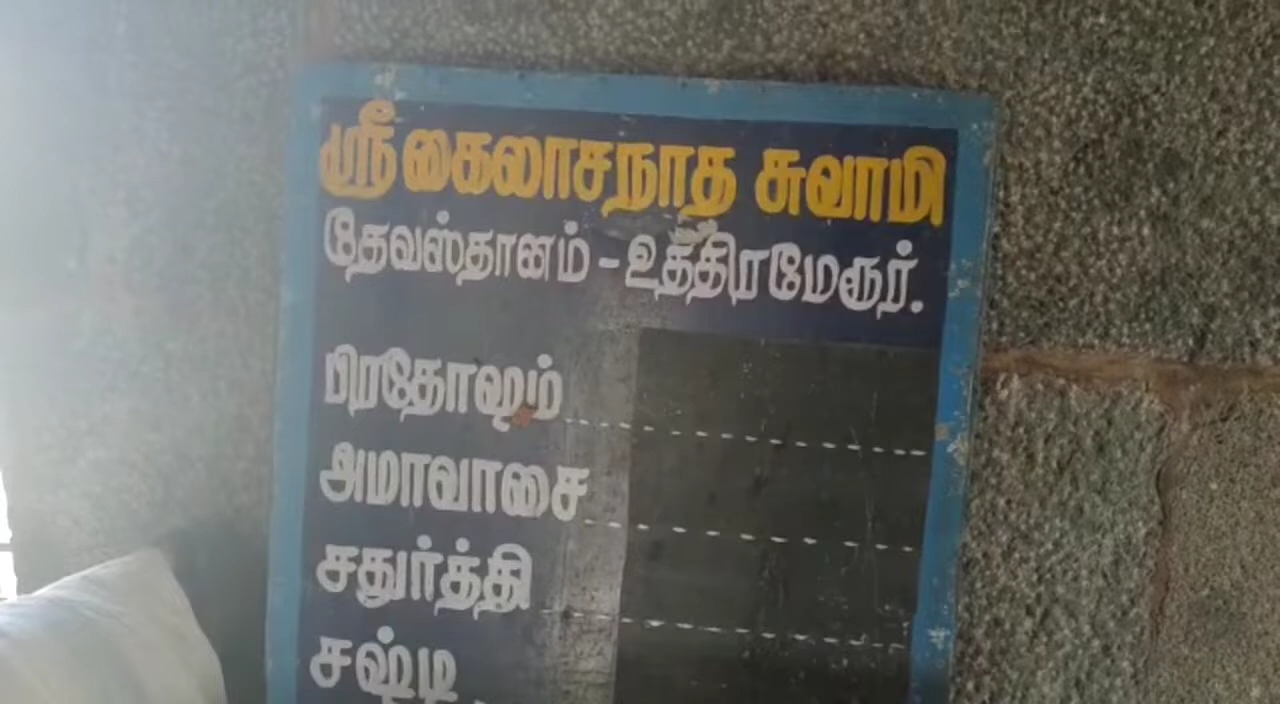 ஸ்ரீ கைலாசநாத சுவாமி
தேவஸ்தானம் - உத்திரமேரூர்.
பிரதோஷம்
அமாவாசை
சதுர்த்தி
சஷ்டி